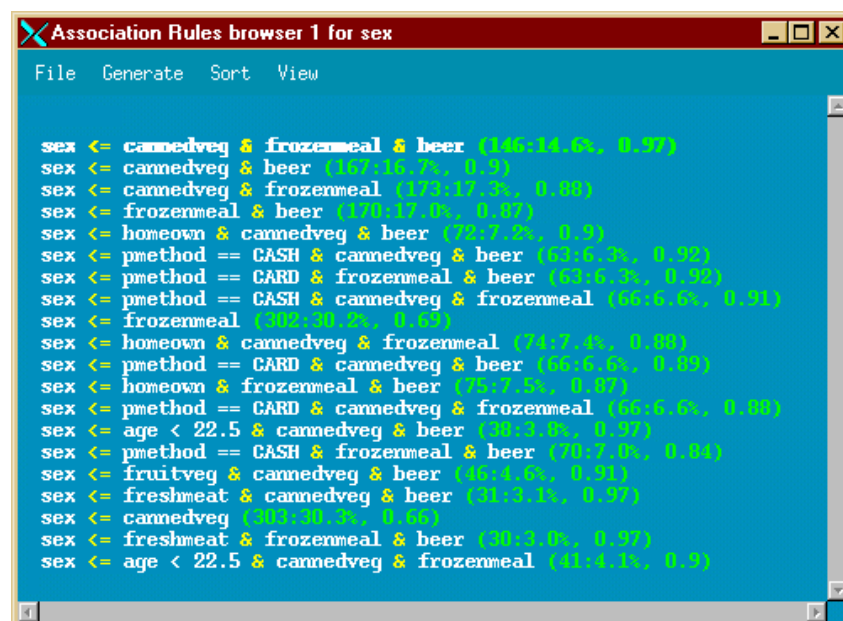 Association Rules browser 1 for sex
File Generate Sort View
sex <= cannedveg & frozenmeal & beer (146:14.6%, 0.97)
sex <= cannedveg & beer (167:16.7%, 0.9)
sex <= cannedveg & frozenmeal (173:17.3%, 0.88)
sex <= frozenmeal & beer (170:17.0%, 0.87)
sex <= homeown & cannedveg & beer (72:7.2%, 0.9)
sex <= pmethod == CASH & cannedveg & beer (63:6.3%, 0.92)
sex <= pmethod == CARD & frozenmeal & beer (63:6.3%, 0.92)
sex <= pmethod == CASH & cannedveg & frozenmeal (66:6.6%, 0.91)
sex <= frozenmeal (302:30.2%, 0.69)
sex <= homeown & cannedveg & frozenmeal (74:7.4%, 0.88)
sex <= pmethod == CARD & cannedveg & beer (66:6.6%, 0.89)
sex <= homeown & frozenmeal & beer (75:7.5%, 0.87)
sex <= pmethod == CARD & cannedveg & frozenmeal (66:6.6%, 0.88)
sex <= age < 22.5 & cannedveg & beer (38:3.8%, 0.97)
sex <= pmethod == CASH & frozenmeal & beer (70:7.0%, 0.84)
sex <= fruitveg & cannedveg & beer (46:4.6%, 0.91)
sex <= freshmeat & cannedveg & beer (31:3.1%, 0.97)
sex <= cannedveg (303:30.3%, 0.66)
sex <= freshmeat & frozenmeal & beer (30:3.0%, 0.97)
sex <= age < 22.5 & cannedveg & frozenmeal (41:4.1%, 0.9)